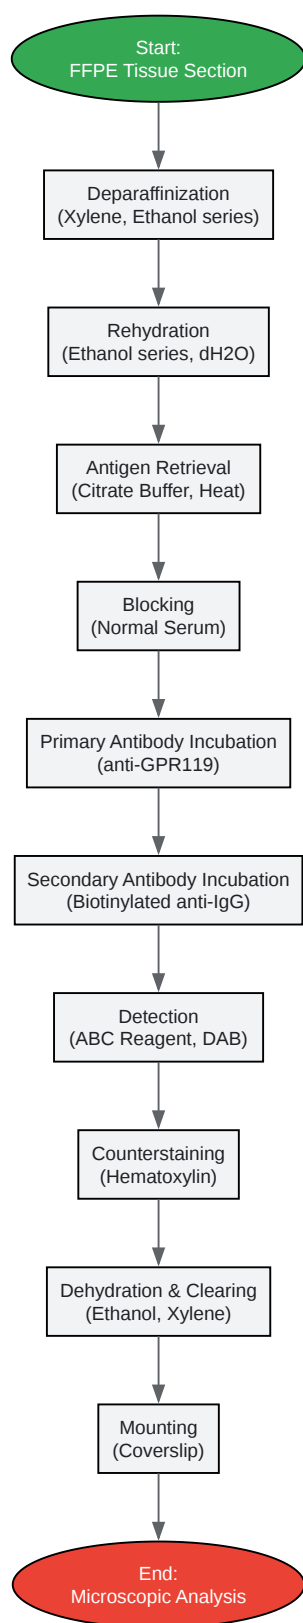 Start:
FFPE Tissue Section
Deparaffinization
(Xylene, Ethanol series)
Rehydration
(Ethanol series, dH2O)
Antigen Retrieval
(Citrate Buffer, Heat)
Blocking
(Normal Serum)
Primary Antibody Incubation
(anti-GPR119)
Secondary Antibody Incubation
(Biotinylated anti-IgG)
Detection
(ABC Reagent, DAB)
Counterstaining
(Hematoxylin)
Dehydration & Clearing
(Ethanol, Xylene)
Mounting
(Coverslip)
End:
Microscopic Analysis